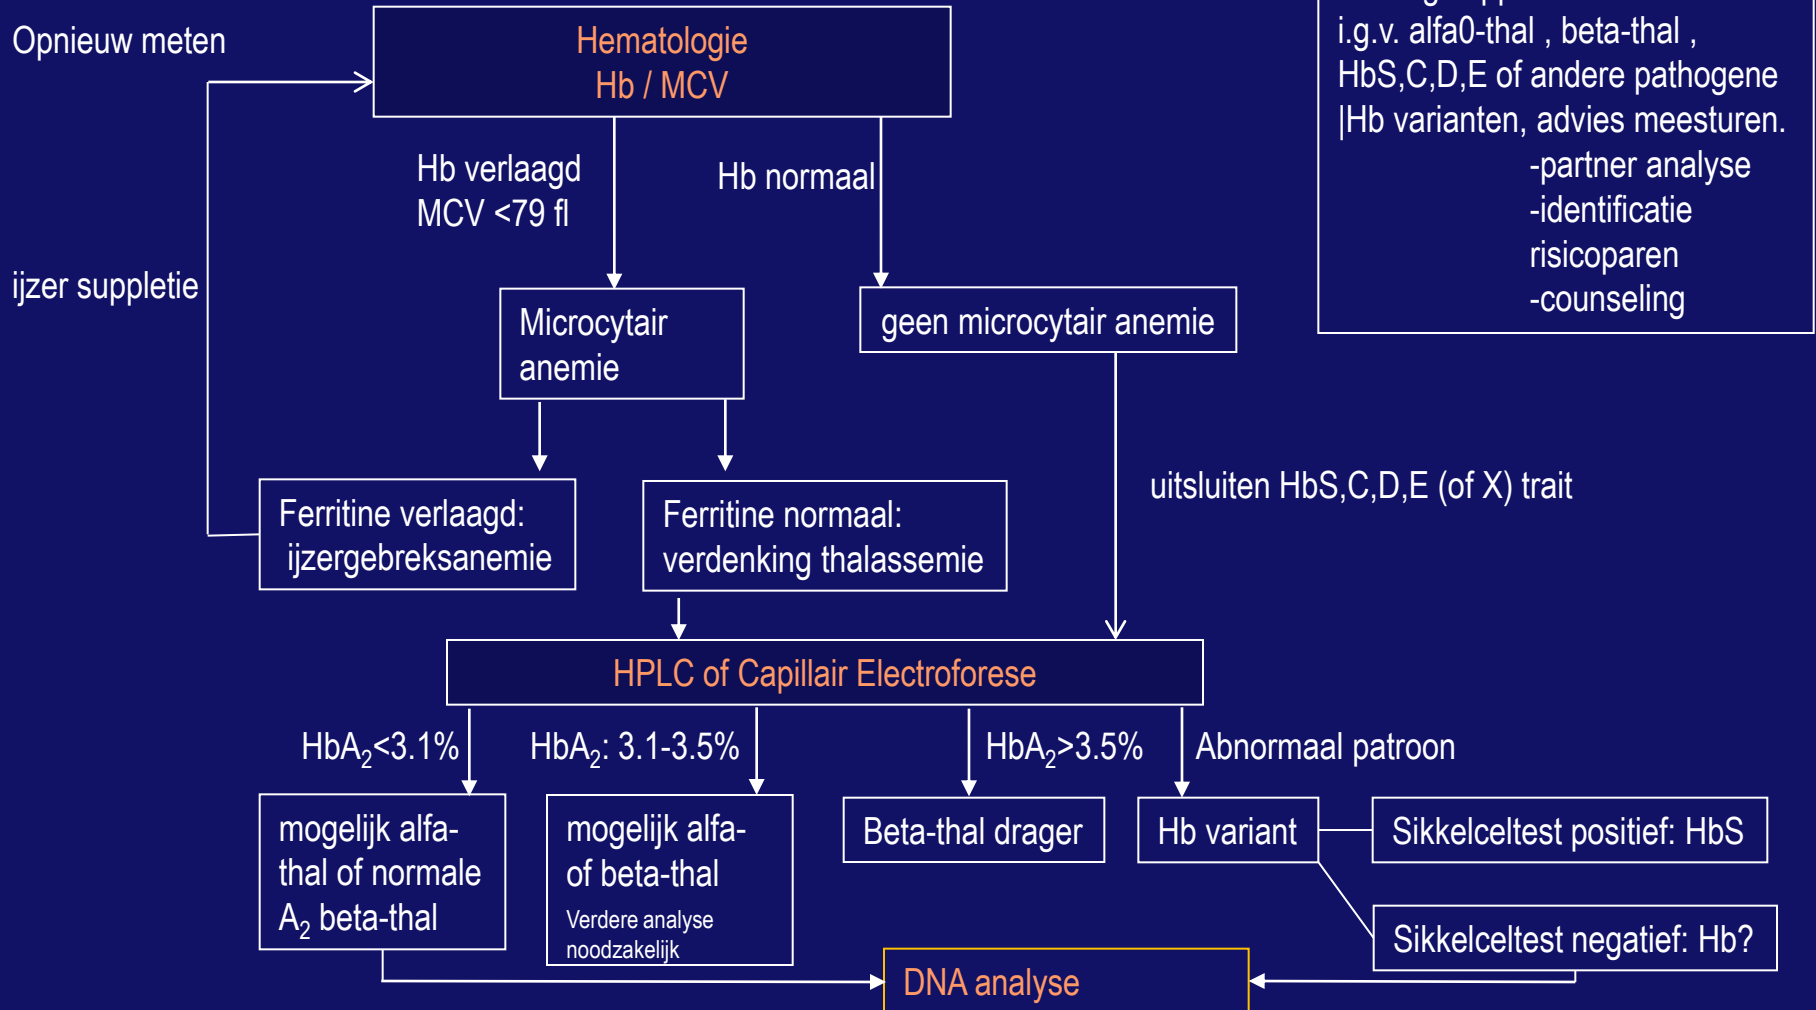 Opnieuw meten
Hematologie
Hb / MCV
i.g.v. alfa0-thal , beta-thal ,
HbS,C,D,E of andere pathogene
|Hb varianten, advies meesturen.
-partner analyse
-identificatie
risicoparen
-counseling
Hb verlaagd
MCV <79 fl
Hb normaal
ijzer suppletie
Microcytair
anemie
geen microcytair anemie
Ferritine verlaagd:
ijzergebreksanemie
Ferritine normaal:
verdenking thalassemie
uitsluiten HbS,C,D,E (of X) trait
HPLC of Capillair Electroforese
HbA₂<3.1%
HbA₂: 3.1-3.5%
HbA₂>3.5%
Abnormaal patroon
mogelijk alfa-
thal of normale
A₂ beta-thal
mogelijk alfa-
of beta-thal
Verdere analyse
noodzakelijk
Beta-thal drager
Hb variant
Sikkelceltest positief: HbS
Sikkelceltest negatief: Hb?
DNA analyse